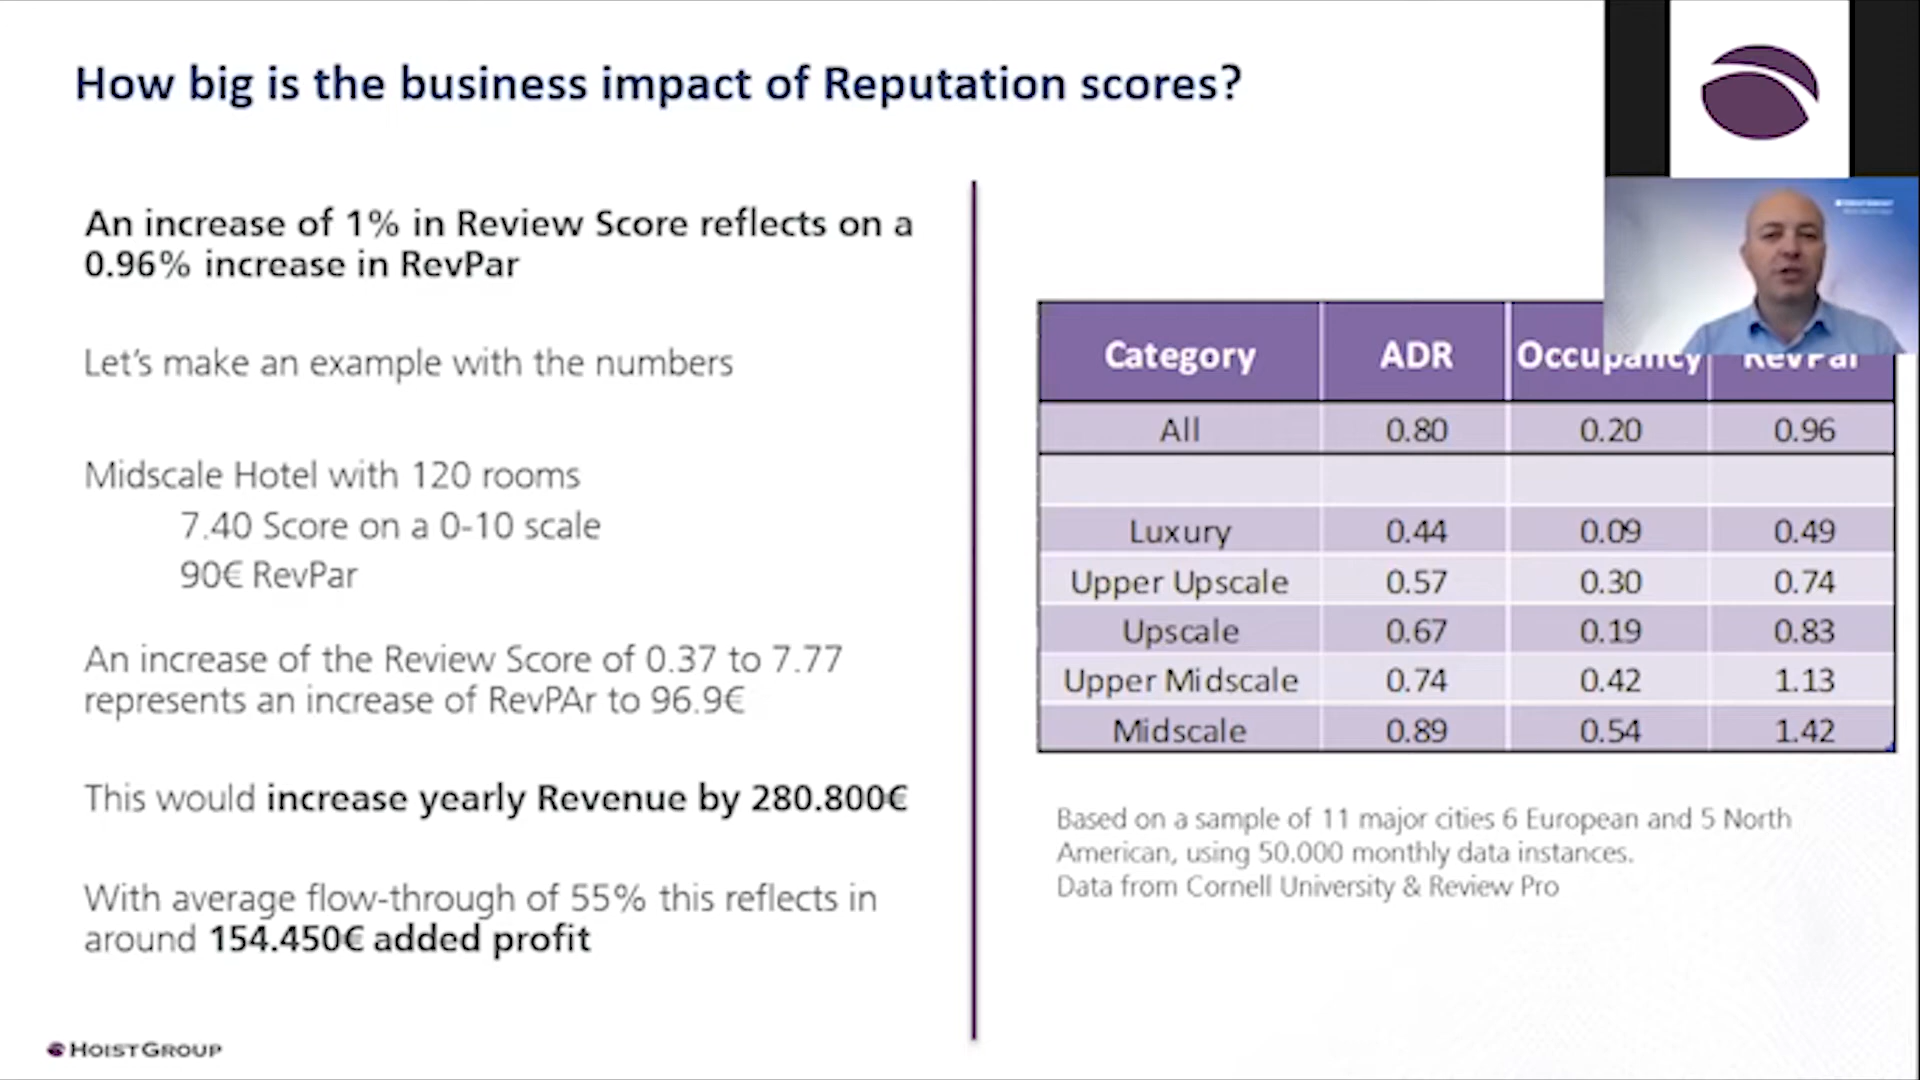 How big is the business impact of Reputation scores?
An increase of 1% in Review Score reflects on a
0.96% increase in RevPar
Let's make an example with the numbers
Midscale Hotel with 120 rooms
7.40 Score on a 0-10 scale
90€ RevPar
An increase of the Review Score of 0.37 to 7.77
represents an increase of RevPAr to 96.9€
This would increase yearly Revenue by 280.800€
With average flow-through of 55% this reflects in
around 154.450€ added profit
HOISTGROUP
Category ADR Occupancy RevPar
All 0.80 0.20 0.96
Luxury 0.44 0.09 0.49
Upper Upscale 0.57 0.30 0.74
Upscale 0.67 0.19 0.83
Upper Midscale 0.74 0.42 1.13
Midscale 0.89 0.54 1.42
Based on a sample of 11 major cities 6 European and 5 North
American, using 50.000 monthly data instances.
Data from Cornell University & Review Pro